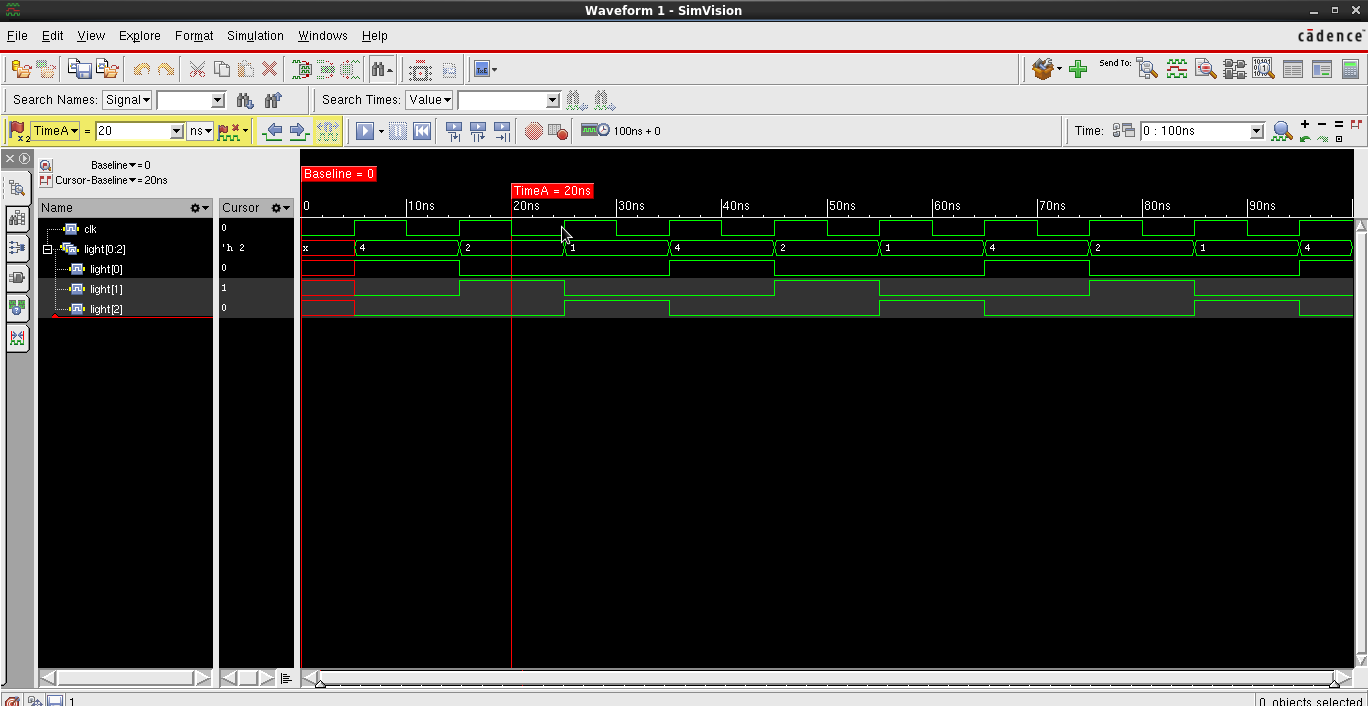 Waveform 1 - SimVision
File Edit View Explore Format Simulation Windows Help
cādence
Send To:
Search Names: Signal Search Times: Value
x2 TimeA = 20 ns 100ns + 0 Time: 0 : 100ns
Baseline = 0
Cursor-Baseline = 20ns
Baseline = 0
TimeA = 20ns
Name Cursor 0 10ns 20ns 30ns 40ns 50ns 60ns 70ns 80ns 90ns
clk 0
light[0:2] 'h 2 x 4 2 1 4 2 1 4 2 1 4
light[0] 0
light[1] 1
light[2] 0
1 0 objects selected